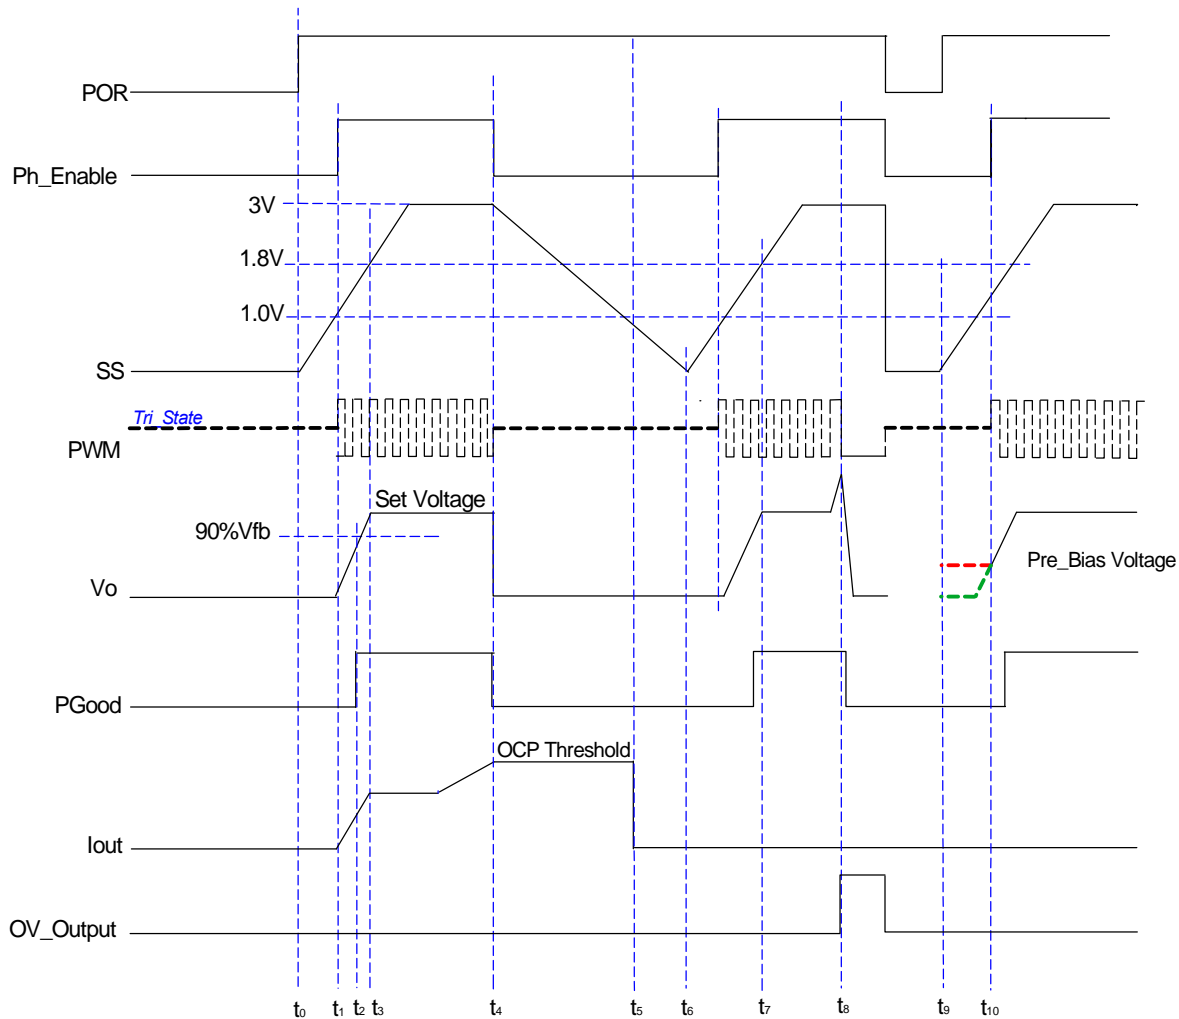 POR
Ph_Enable
3V
1.8V
1.0V
SS
Tri_State
PWM
Set Voltage
90%Vfb
Pre_Bias Voltage
Vo
PGood
OCP Threshold
Iout
OV_Output
t0 t1 t2 t3 t4 t5 t6 t7 t8 t9 t10